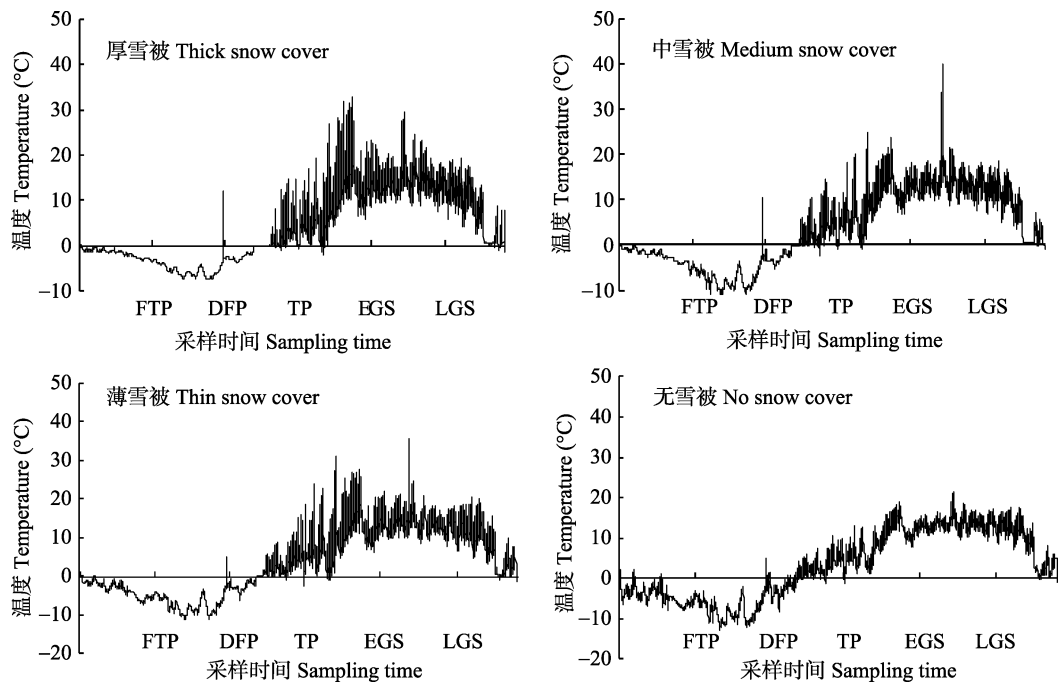 50
40
30
20
10
0
–10
温度 Temperature (°C)
厚雪被 Thick snow cover
FTP DFP TP EGS LGS
采样时间 Sampling time
50
40
30
20
10
0
–10
温度 Temperature (°C)
中雪被 Medium snow cover
FTP DFP TP EGS LGS
采样时间 Sampling time
50
40
30
20
10
0
–10
–20
温度 Temperature (°C)
薄雪被 Thin snow cover
FTP DFP TP EGS LGS
采样时间 Sampling time
50
40
30
20
10
0
–10
–20
温度 Temperature (°C)
无雪被 No snow cover
FTP DFP TP EGS LGS
采样时间 Sampling time